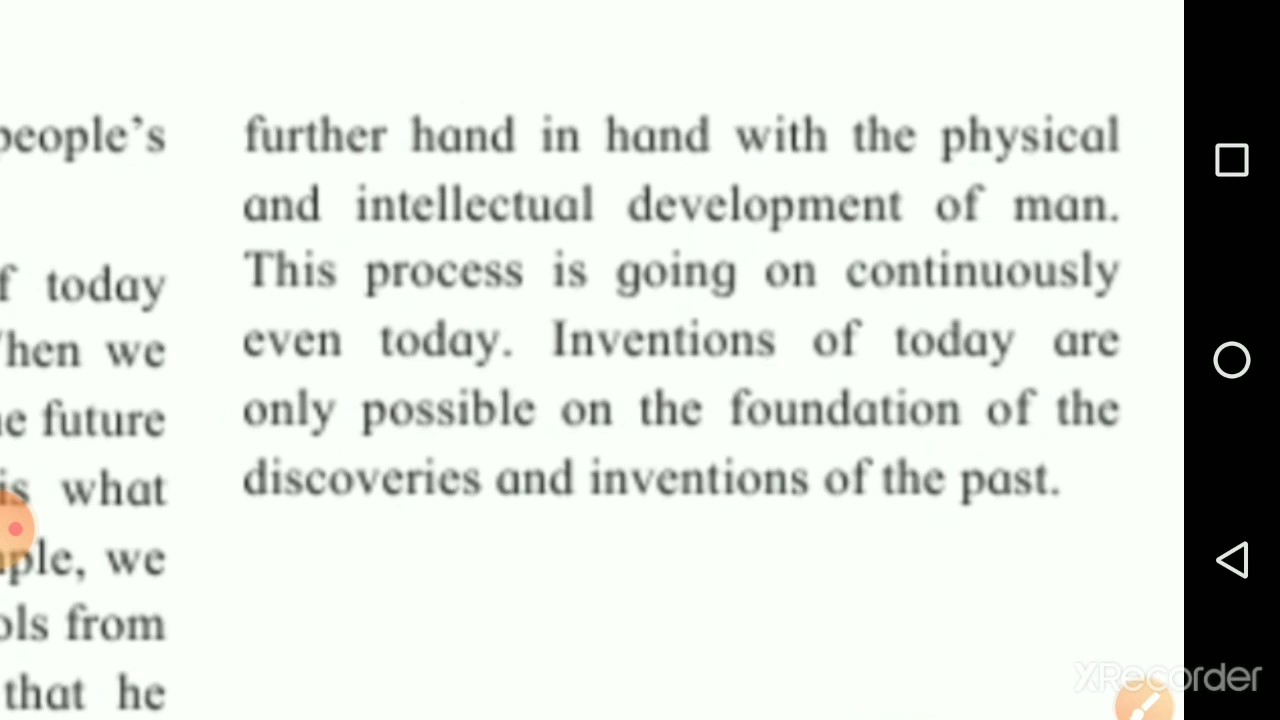 people's
f today
hen we
e future
is what
ple, we
ols from
that he
further hand in hand with the physical
and intellectual development of man.
This process is going on continuously
even today. Inventions of today are
only possible on the foundation of the
discoveries and inventions of the past.
XRecorder